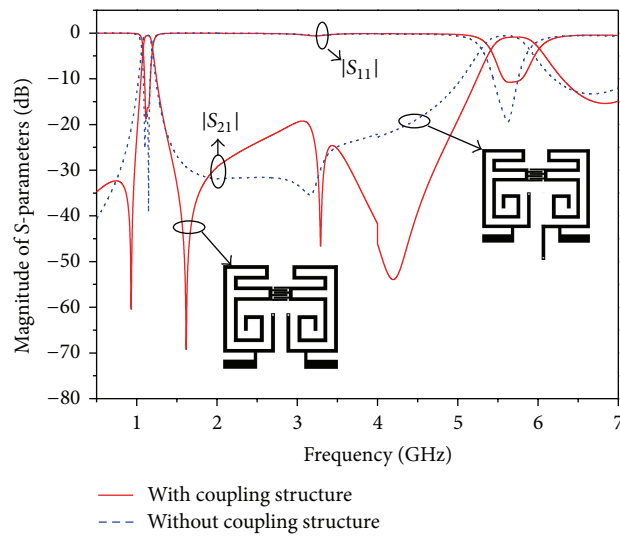 Magnitude of S-parameters (dB)
0
−10
−20
−30
−40
−50
−60
−70
−80
|S11|
|S21|
1 2 3 4 5 6 7
Frequency (GHz)
With coupling structure
Without coupling structure